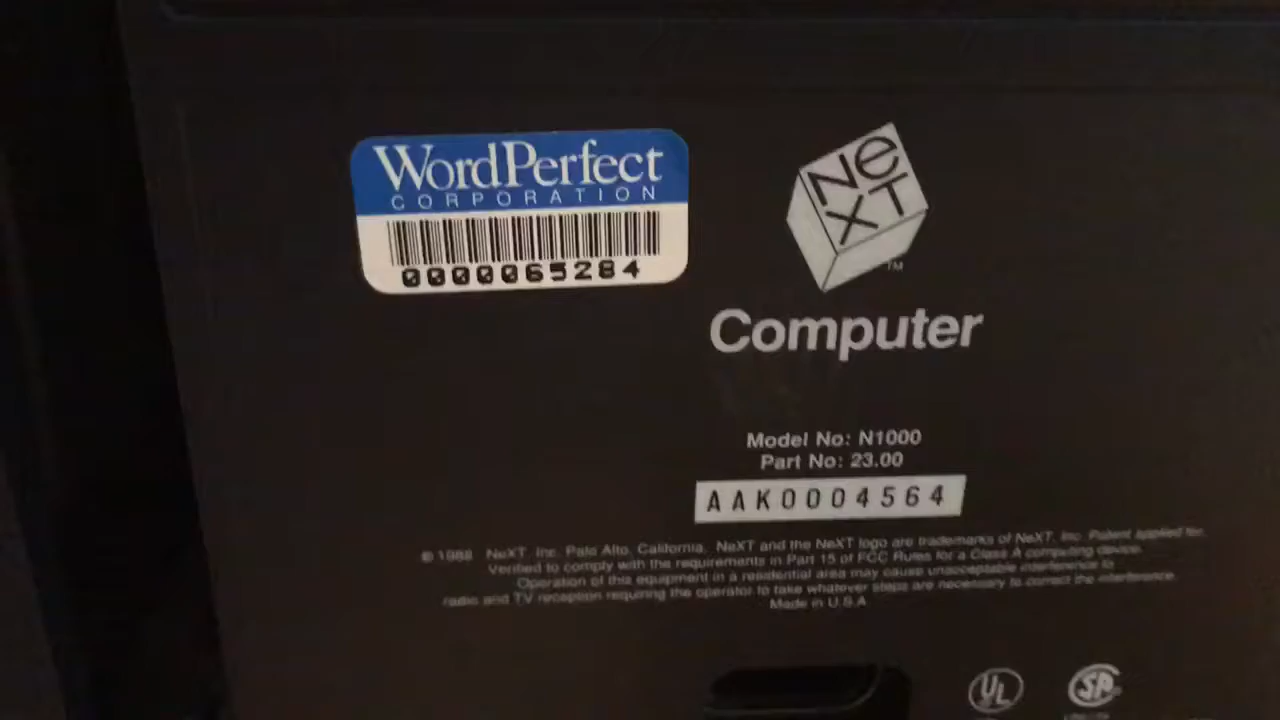 WordPerfect
CORPORATION
0000065284
NeXT
TM
Computer
Model No: N1000
Part No: 23.00
AAK0004564
© 1988 NeXT, Inc. Palo Alto, California. NeXT and the NeXT logo are trademarks of NeXT, Inc. Patent applied for.
Verified to comply with the requirements in Part 15 of FCC Rules for a Class A computing device.
Operation of this equipment in a residential area may cause unacceptable interference to
radio and TV reception requiring the operator to take whatever steps are necessary to correct the interference.
Made in U.S.A
UL
SP